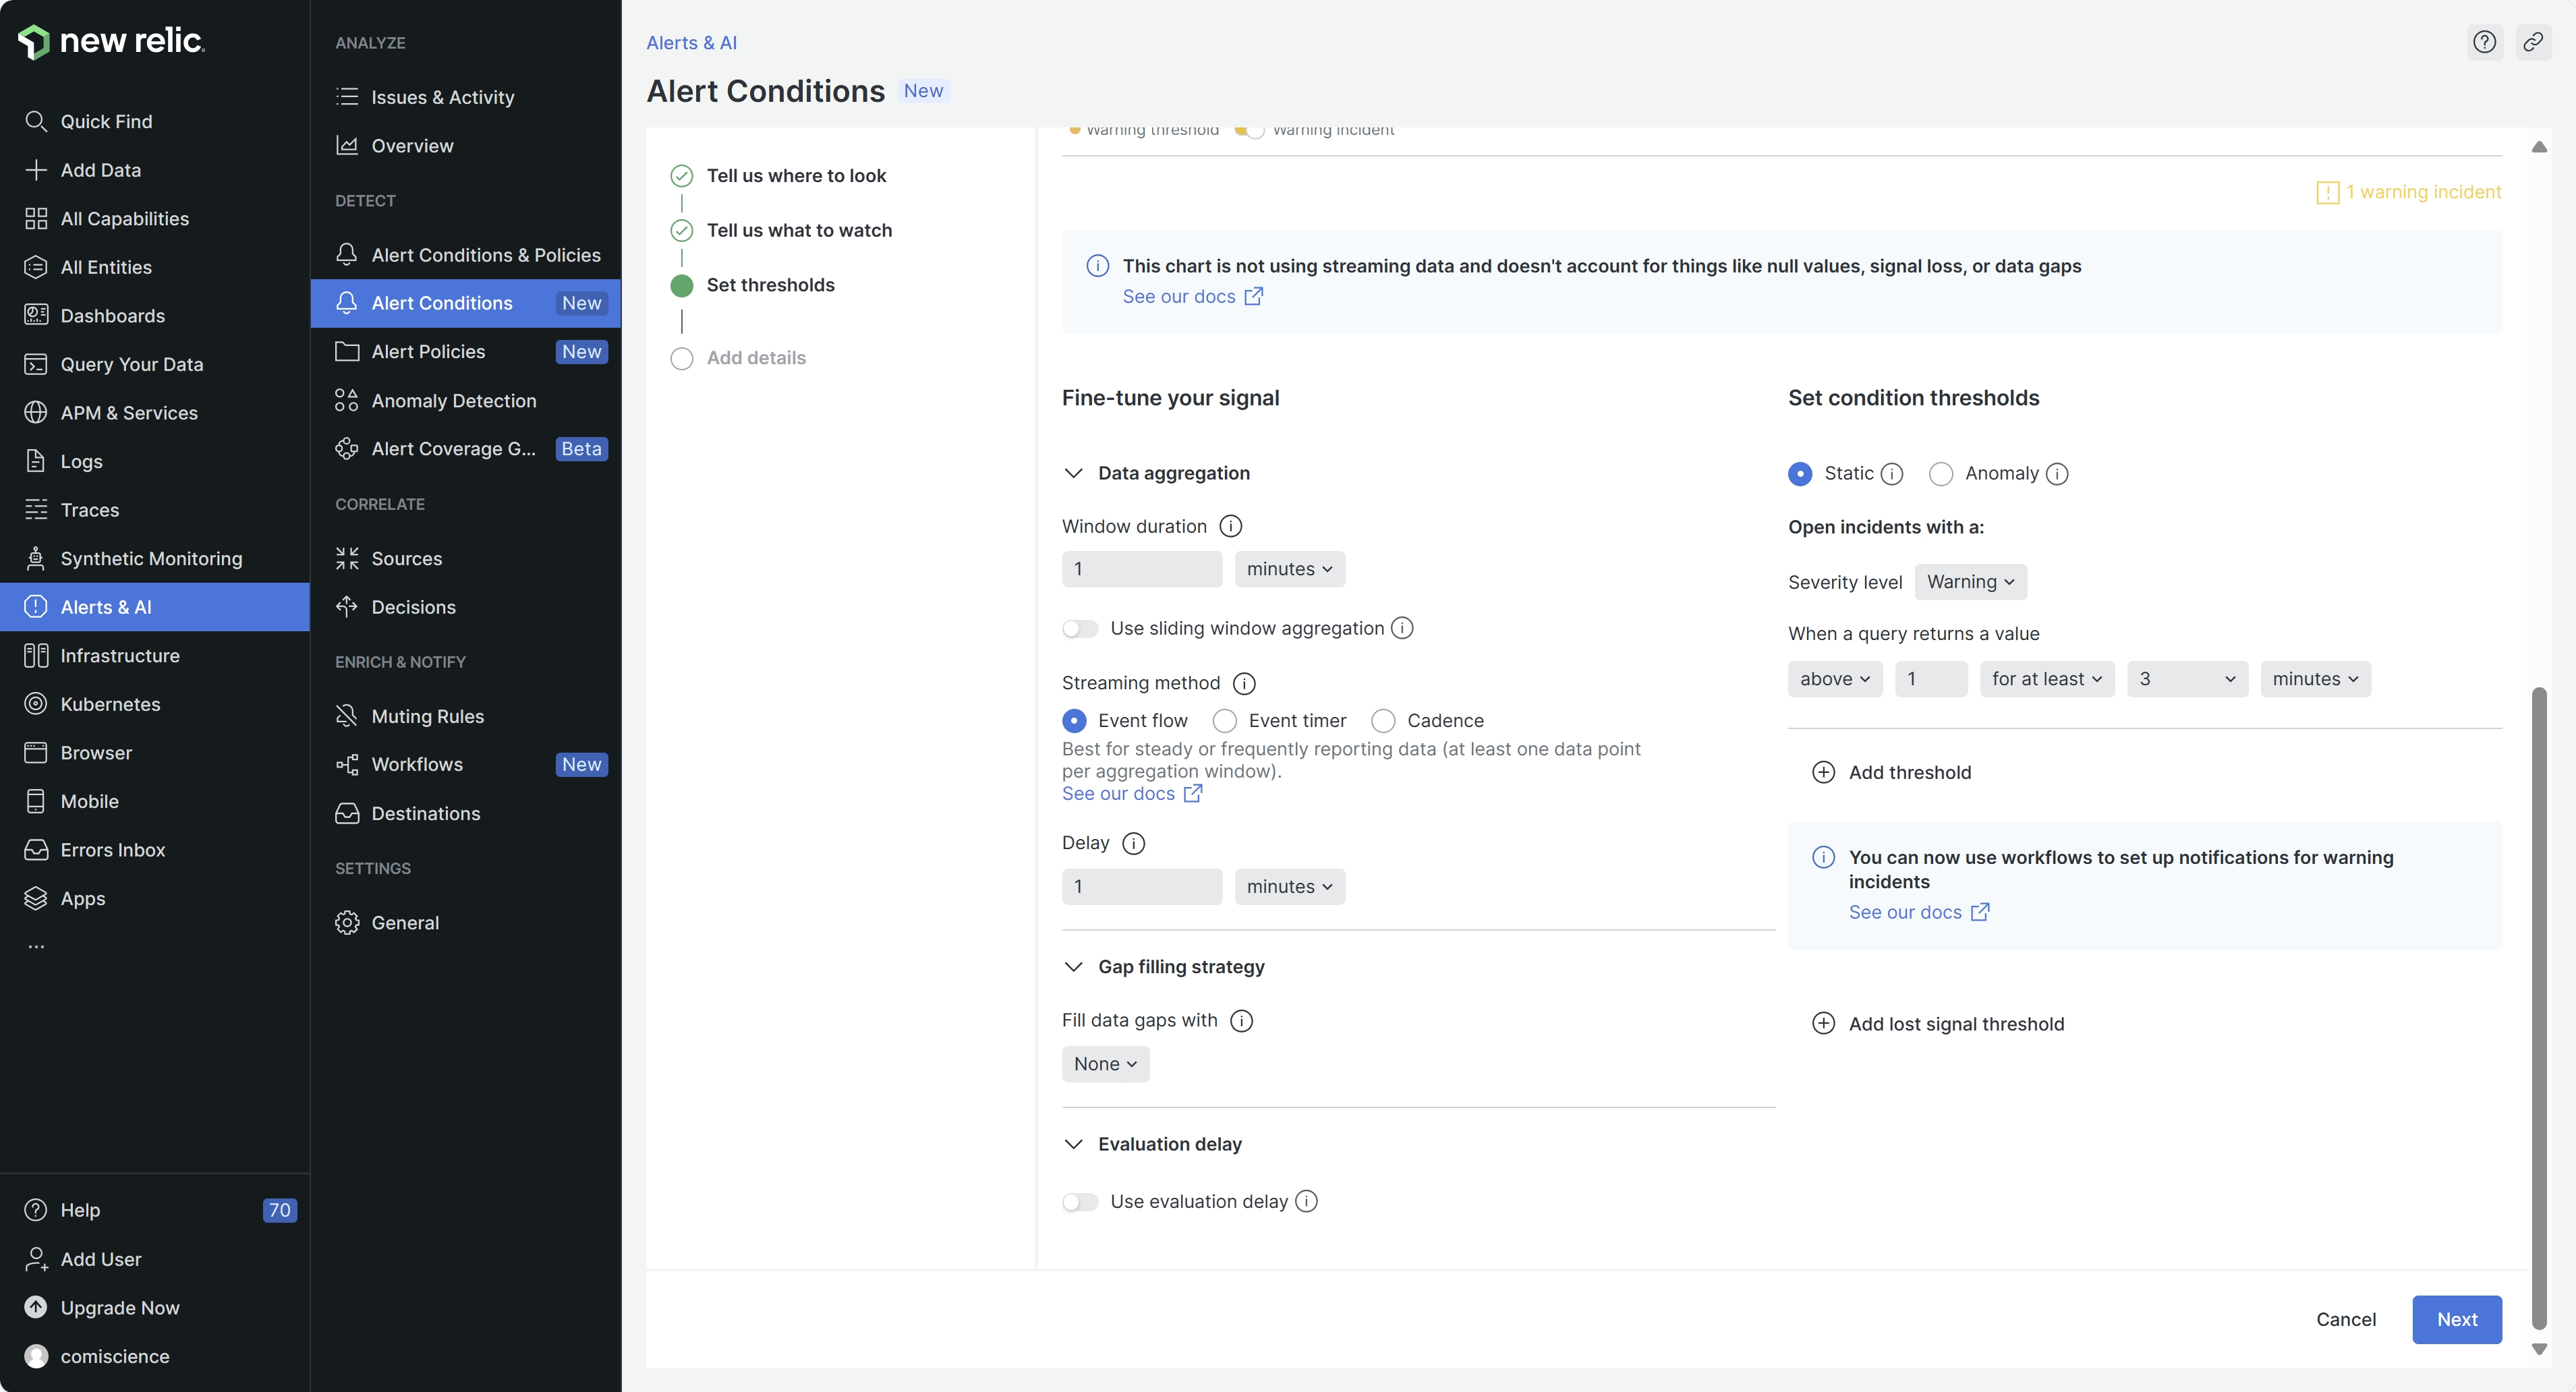 new relic.
Quick Find
Add Data
All Capabilities
All Entities
Dashboards
Query Your Data
APM & Services
Logs
Traces
Synthetic Monitoring
Alerts & AI
Infrastructure
Kubernetes
Browser
Mobile
Errors Inbox
Apps
...
Help 70
Add User
Upgrade Now
comiscience
ANALYZE
Issues & Activity
Overview
DETECT
Alert Conditions & Policies
Alert Conditions New
Alert Policies New
Anomaly Detection
Alert Coverage G... Beta
CORRELATE
Sources
Decisions
ENRICH & NOTIFY
Muting Rules
Workflows New
Destinations
SETTINGS
General
Alerts & AI
Alert Conditions New
Tell us where to look
Tell us what to watch
Set thresholds
Add details
Warning threshold Warning incident
1 warning incident
This chart is not using streaming data and doesn't account for things like null values, signal loss, or data gaps
See our docs
Fine-tune your signal
Data aggregation
Window duration
1 minutes
Use sliding window aggregation
Streaming method
Event flow Event timer Cadence
Best for steady or frequently reporting data (at least one data point
per aggregation window).
See our docs
Delay
1 minutes
Gap filling strategy
Fill data gaps with
None
Evaluation delay
Use evaluation delay
Set condition thresholds
Static Anomaly
Open incidents with a:
Severity level Warning
When a query returns a value
above 1 for at least 3 minutes
Add threshold
You can now use workflows to set up notifications for warning
incidents
See our docs
Add lost signal threshold
Cancel Next